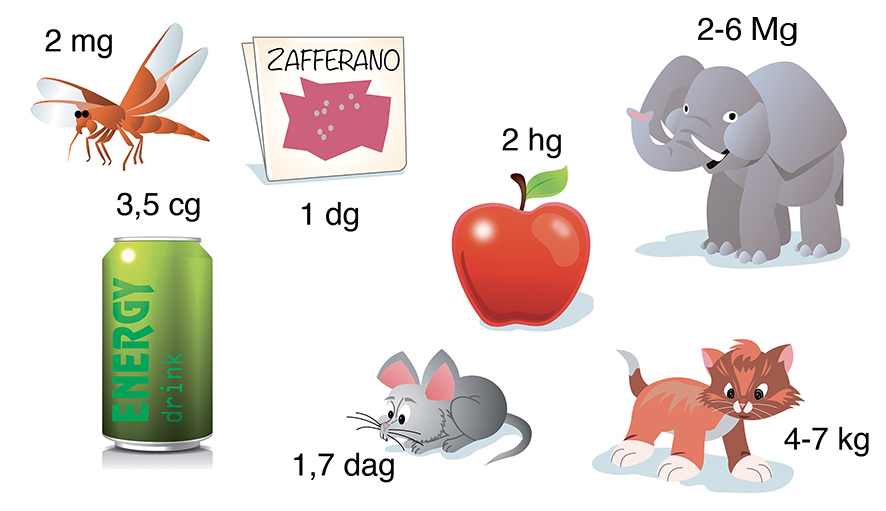 2 mg
ZAFFERANO
2-6 Mg
2 hg
3,5 cg
1 dg
ENERGY
drink
1,7 dag
4-7 kg